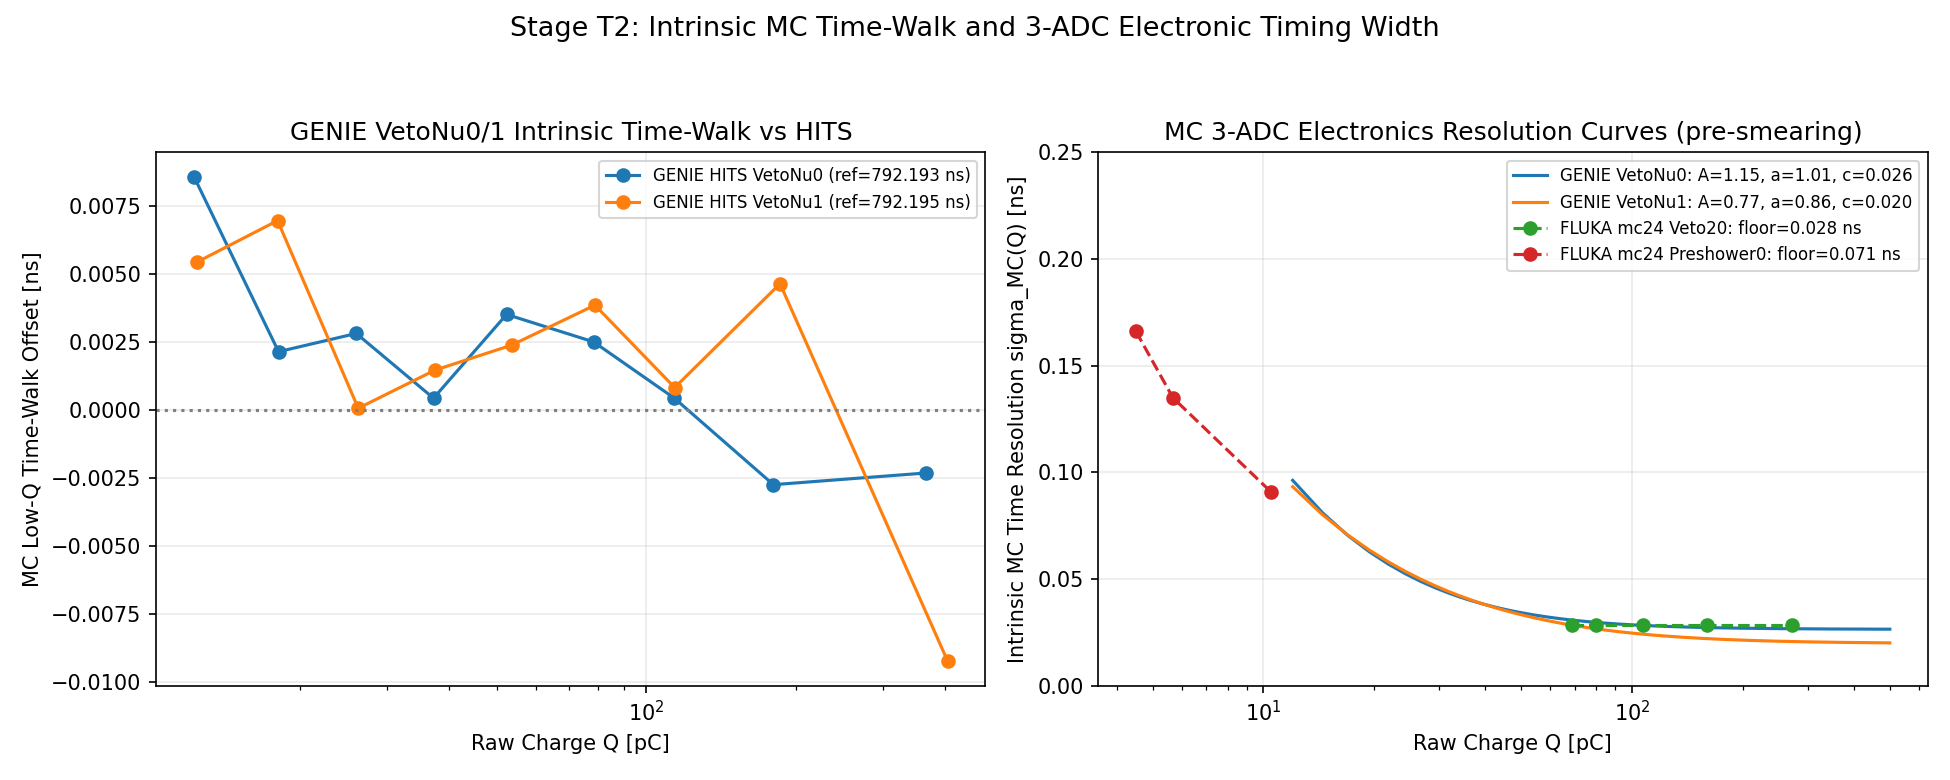 Stage T2: Intrinsic MC Time-Walk and 3-ADC Electronic Timing Width
GENIE VetoNu0/1 Intrinsic Time-Walk vs HITS
GENIE HITS VetoNu0 (ref=792.193 ns)
GENIE HITS VetoNu1 (ref=792.195 ns)
MC Low-Q Time-Walk Offset [ns]
0.0075
0.0050
0.0025
0.0000
−0.0025
−0.0050
−0.0075
−0.0100
10²
Raw Charge Q [pC]
MC 3-ADC Electronics Resolution Curves (pre-smearing)
GENIE VetoNu0: A=1.15, a=1.01, c=0.026
GENIE VetoNu1: A=0.77, a=0.86, c=0.020
FLUKA mc24 Veto20: floor=0.028 ns
FLUKA mc24 Preshower0: floor=0.071 ns
Intrinsic MC Time Resolution sigma_MC(Q) [ns]
0.25
0.20
0.15
0.10
0.05
0.00
10¹
10²
Raw Charge Q [pC]